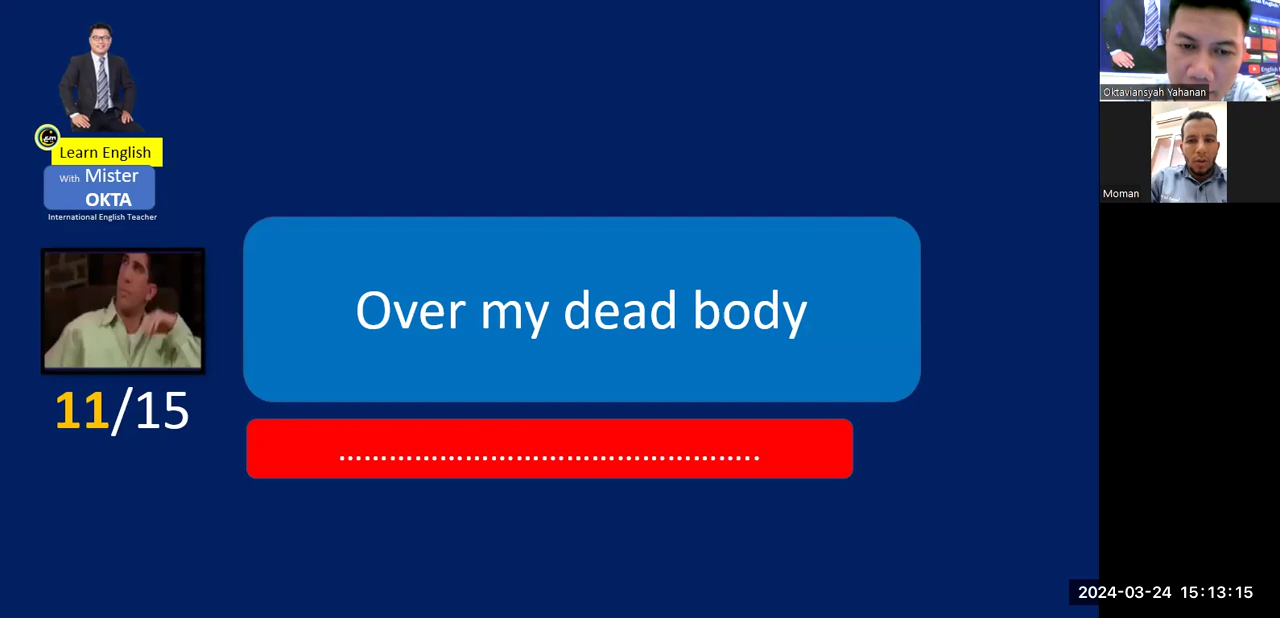 Learn English
With Mister
OKTA
International English Teacher
Over my dead body
11/15
……………………………………………..
Oktaviansyah Yahanan
Moman
2024-03-24 15:13:15